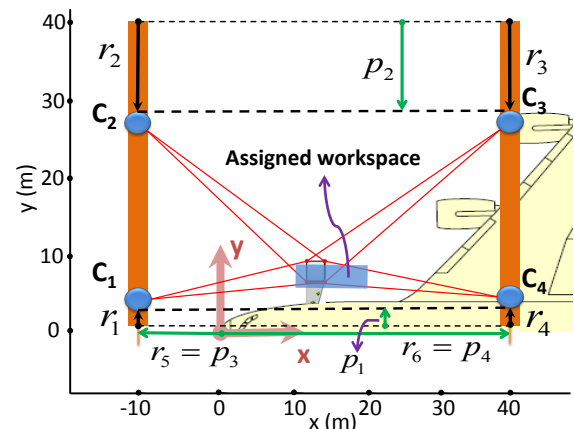 40
r₂
p₂
r₃
30
C₂
C₃
Assigned workspace
y (m)
20
10
y
C₁
C₄
r₁
r₄
0
x
r₅ = p₃
p₁
r₆ = p₄
-10 0 10 20 30 40
x (m)